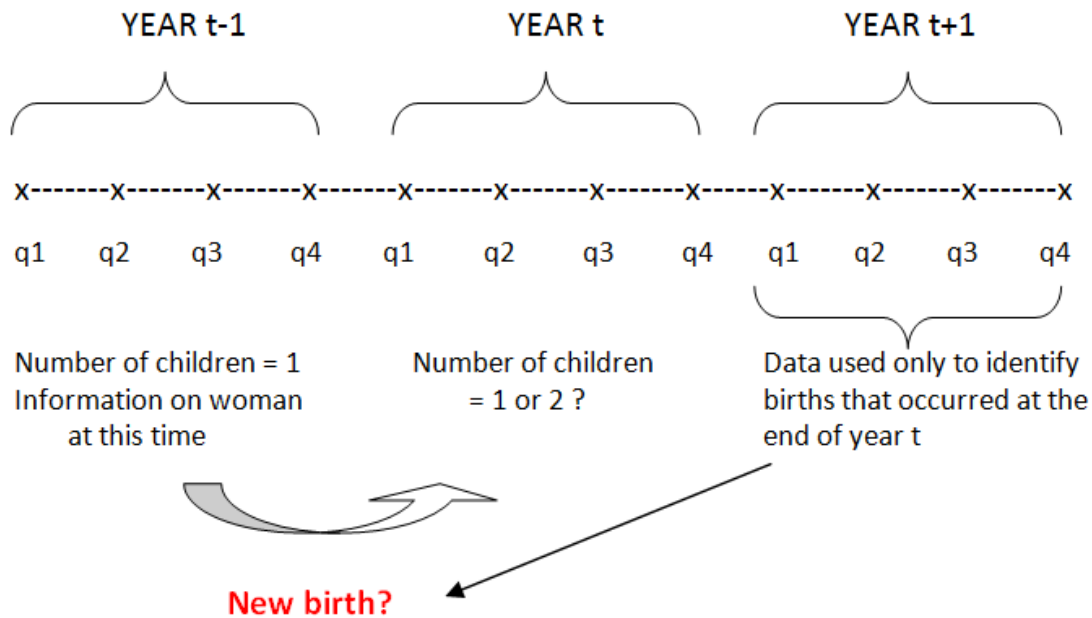 YEAR t-1 YEAR t YEAR t+1
x-------x-------x-------x-------x-------x-------x-------x-------x-------x-------x-------x
q1 q2 q3 q4 q1 q2 q3 q4 q1 q2 q3 q4
Number of children = 1
Information on woman
at this time
Number of children
= 1 or 2 ?
Data used only to identify
births that occurred at the
end of year t
New birth?